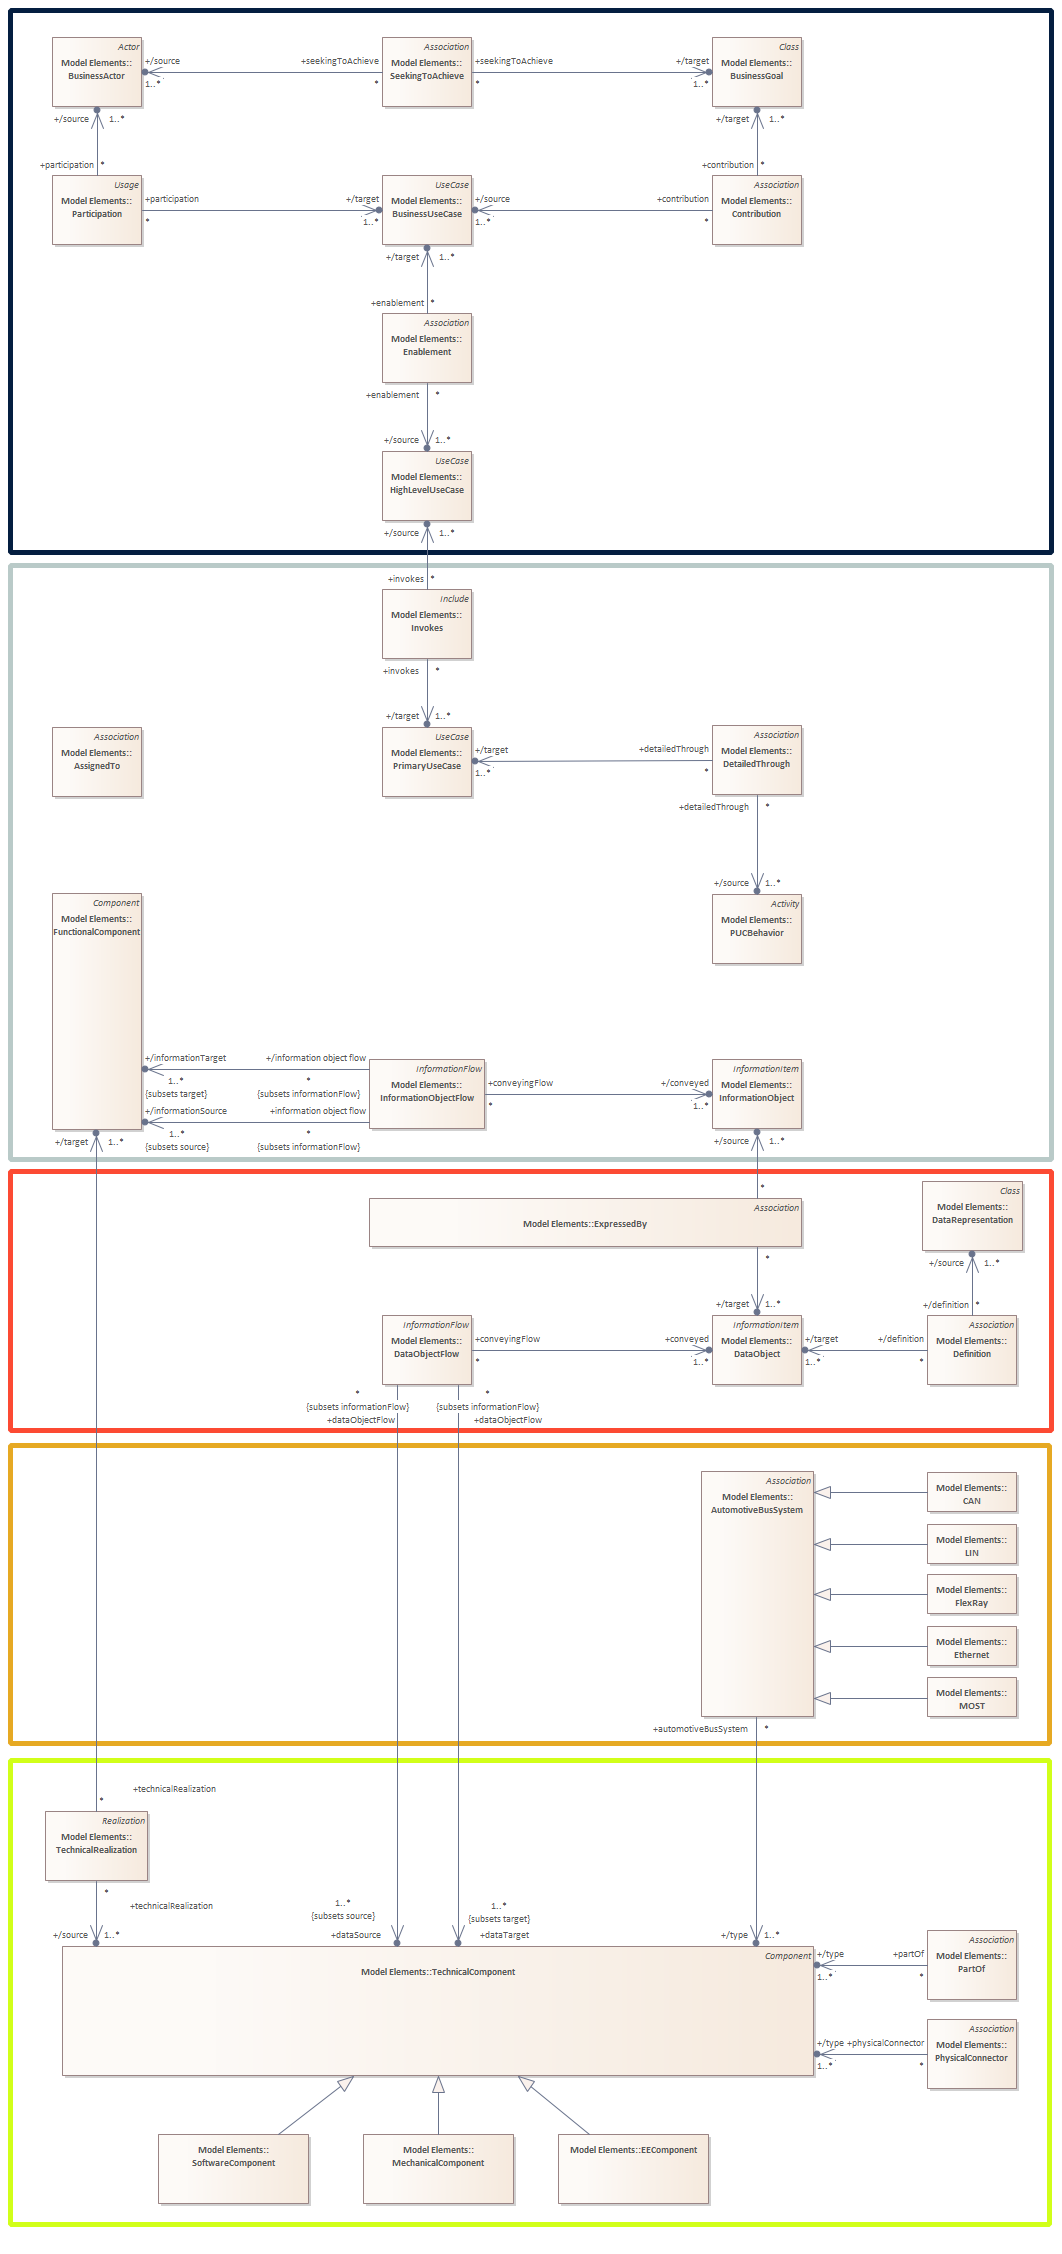 Actor
Model Elements::
BusinessActor
+/source
1..*
+seekingToAchieve
*
Association
Model Elements::
SeekingToAchieve
+seekingToAchieve
*
+/target
1..*
Class
Model Elements::
BusinessGoal
+/source
1..*
+participation
*
+/target
1..*
+contribution
*
Usage
Model Elements::
Participation
+participation
*
+/target
1..*
UseCase
Model Elements::
BusinessUseCase
+/source
1..*
+contribution
*
Association
Model Elements::
Contribution
+/target
1..*
+enablement
*
Association
Model Elements::
Enablement
+enablement
*
+/source
1..*
UseCase
Model Elements::
HighLevelUseCase
+/source
1..*
+invokes
*
Include
Model Elements::
Invokes
+invokes
*
+/target
1..*
Association
Model Elements::
AssignedTo
UseCase
Model Elements::
PrimaryUseCase
+/target
1..*
+detailedThrough
*
Association
Model Elements::
DetailedThrough
+detailedThrough
*
+/source
1..*
Activity
Model Elements::
PUCBehavior
Component
Model Elements::
FunctionalComponent
+/informationTarget
1..*
{subsets target}
+/information object flow
*
{subsets informationFlow}
+/informationSource
1..*
{subsets source}
+information object flow
*
{subsets informationFlow}
InformationFlow
Model Elements::
InformationObjectFlow
+conveyingFlow
*
+/conveyed
1..*
InformationItem
Model Elements::
InformationObject
+/target
1..*
+/source
1..*
*
Association
Model Elements::ExpressedBy
*
+/target
1..*
Class
Model Elements::
DataRepresentation
+/source
1..*
+/definition
*
InformationFlow
Model Elements::
DataObjectFlow
+conveyingFlow
*
+/conveyed
1..*
InformationItem
Model Elements::
DataObject
+/target
1..*
+/definition
*
Association
Model Elements::
Definition
*
{subsets informationFlow}
+dataObjectFlow
*
{subsets informationFlow}
+dataObjectFlow
Association
Model Elements::
AutomotiveBusSystem
Model Elements::
CAN
Model Elements::
LIN
Model Elements::
FlexRay
Model Elements::
Ethernet
Model Elements::
MOST
+automotiveBusSystem
*
+technicalRealization
*
Realization
Model Elements::
TechnicalRealization
*
+technicalRealization
+/source
1..*
1..*
{subsets source}
+dataSource
1..*
{subsets target}
+dataTarget
+/type
1..*
Component
Model Elements::TechnicalComponent
+/type
1..*
+partOf
*
Association
Model Elements::
PartOf
+/type
1..*
+physicalConnector
*
Association
Model Elements::
PhysicalConnector
Model Elements::
SoftwareComponent
Model Elements::
MechanicalComponent
Model Elements::EEComponent